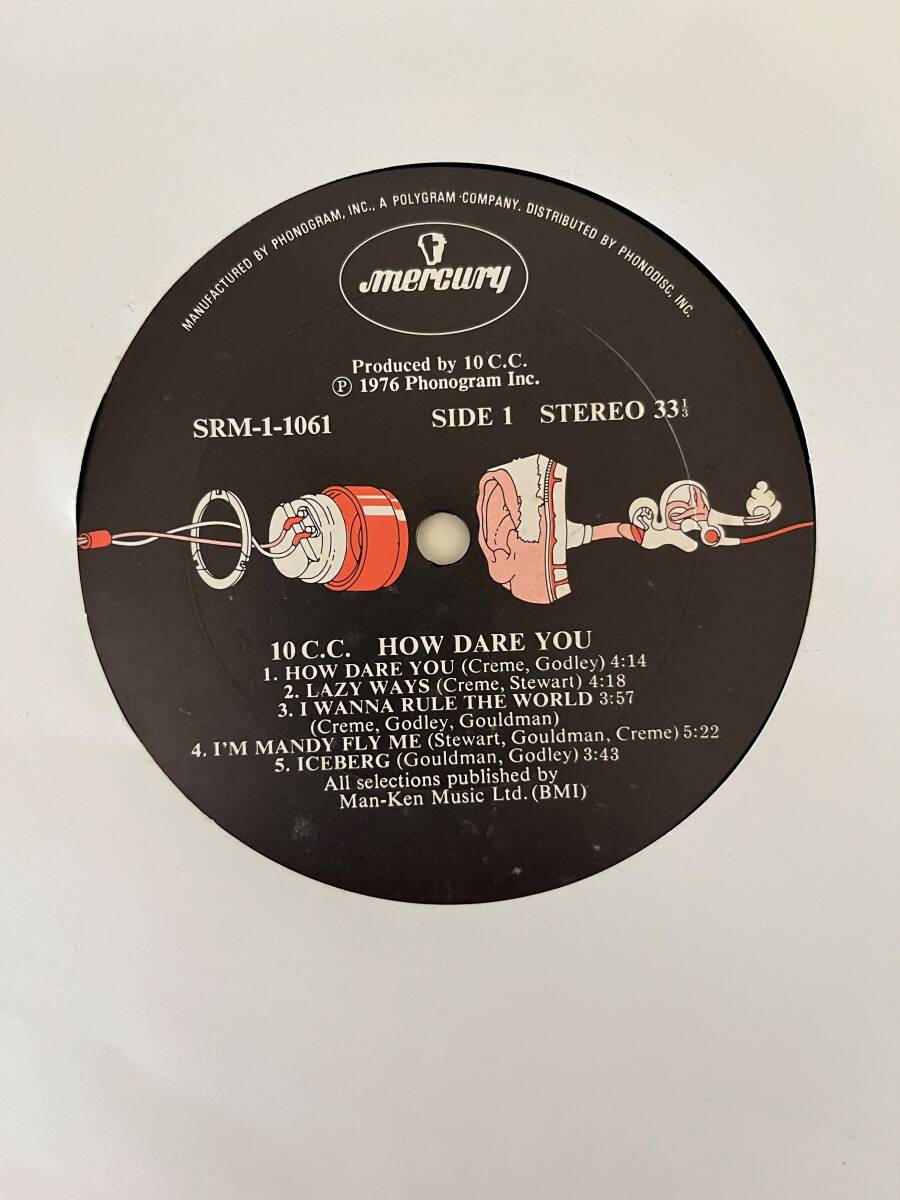 MANUFACTURED BY PHONOGRAM, INC., A POLYGRAM COMPANY. DISTRIBUTED BY PHONODISC, INC.
mercury
Produced by 10 C.C.
Ⓟ 1976 Phonogram Inc.
SRM-1-1061 SIDE 1 STEREO 33⅓
10 C.C. HOW DARE YOU
1. HOW DARE YOU (Creme, Godley) 4:14
2. LAZY WAYS (Creme, Stewart) 4:18
3. I WANNA RULE THE WORLD 3:57
(Creme, Godley, Gouldman)
4. I'M MANDY FLY ME (Stewart, Gouldman, Creme) 5:22
5. ICEBERG (Gouldman, Godley) 3:43
All selections published by
Man-Ken Music Ltd. (BMI)